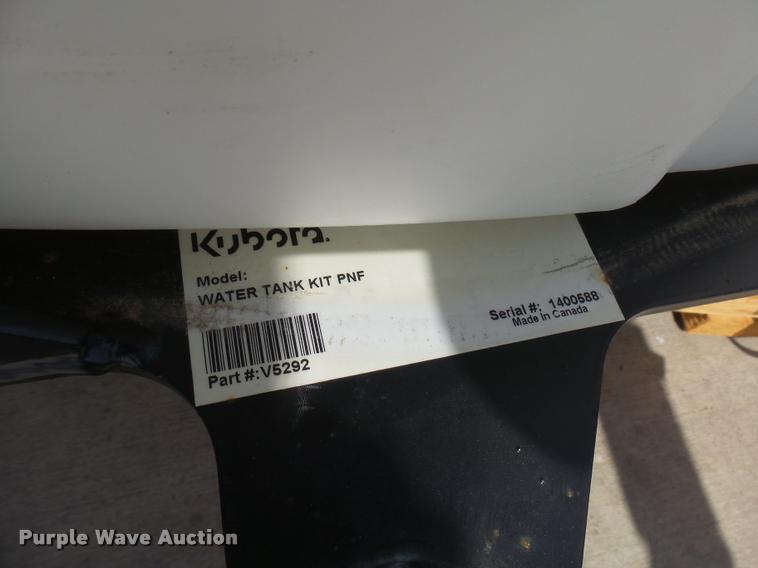 Kubota.
Model:
WATER TANK KIT PNF
Serial #: 1400588
Made in Canada
Part #: V5292
Purple Wave Auction